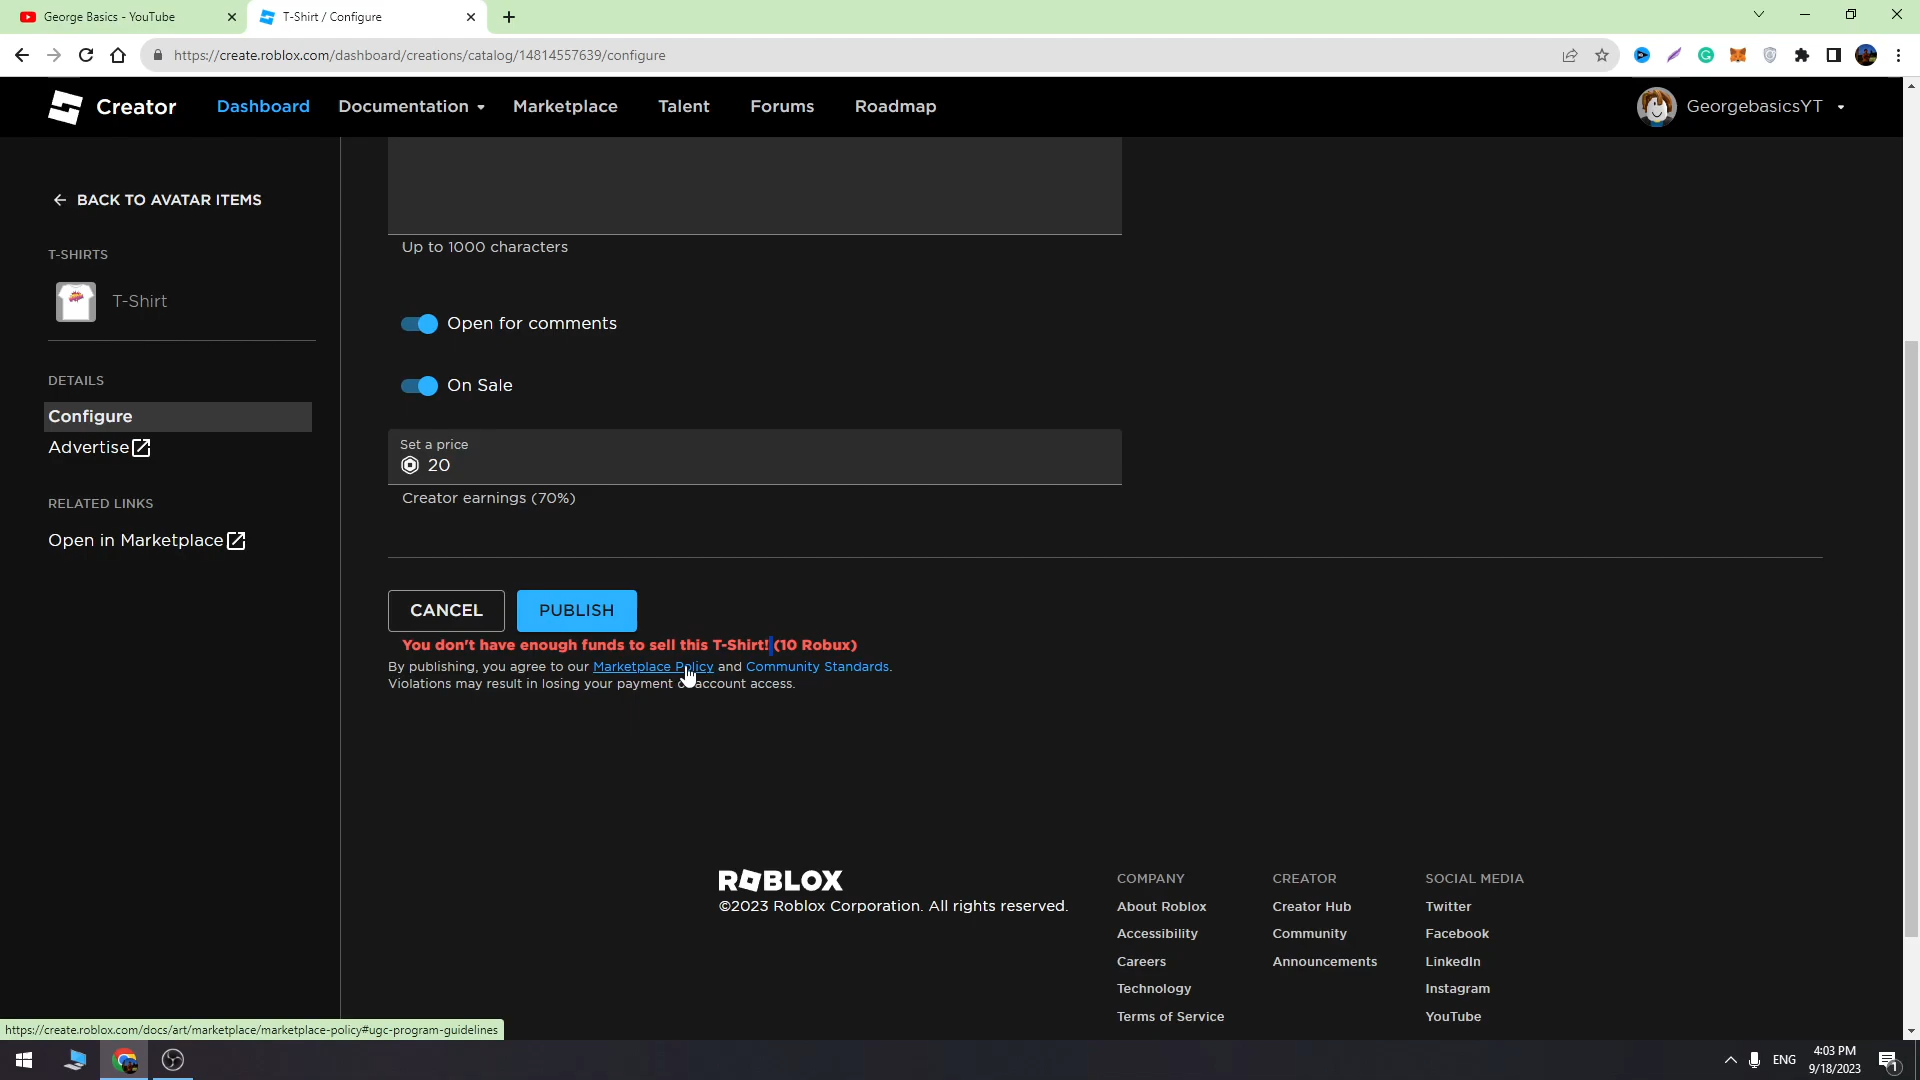 George Basics - YouTube
T-Shirt / Configure
https://create.roblox.com/dashboard/creations/catalog/14814557639/configure
Creator
Dashboard
Documentation
Marketplace
Talent
Forums
Roadmap
GeorgebasicsYT
BACK TO AVATAR ITEMS
T-SHIRTS
T-Shirt
DETAILS
Configure
Advertise
RELATED LINKS
Open in Marketplace
Up to 1000 characters
Open for comments
On Sale
Set a price
20
Creator earnings (70%)
CANCEL
PUBLISH
You don't have enough funds to sell this T-Shirt! (10 Robux)
By publishing, you agree to our Marketplace Policy and Community Standards.
Violations may result in losing your payment or account access.
ROBLOX
©2023 Roblox Corporation. All rights reserved.
COMPANY
About Roblox
Accessibility
Careers
Technology
Terms of Service
CREATOR
Creator Hub
Community
Announcements
SOCIAL MEDIA
Twitter
Facebook
LinkedIn
Instagram
YouTube
https://create.roblox.com/docs/art/marketplace/marketplace-policy#ugc-program-guidelines
ENG
4:03 PM
9/18/2023
1